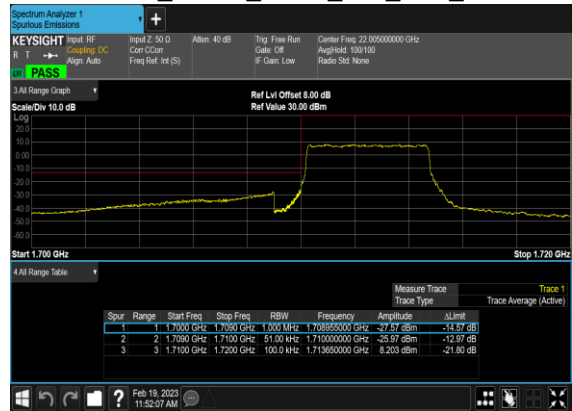 Spectrum Analyzer 1
Spurious Emissions
+
KEYSIGHT Input: RF Input Z: 50 Ω Atten: 40 dB Trig: Free Run Center Freq: 22.005000000 GHz
R T Coupling: DC Corr CCorr Gate: Off Avg|Hold: 100/100
Align: Auto Freq Ref: Int (S) IF Gain: Low Radio Std: None
PASS
3 All Range Graph
Ref Lvl Offset 8.00 dB
Scale/Div 10.0 dB Ref Value 30.00 dBm
Log
20.0
10.0
0.00
-10.0
-20.0
-30.0
-40.0
-50.0
-60.0
Start 1.700 GHz Stop 1.720 GHz
4 All Range Table
Measure Trace Trace 1
Trace Type Trace Average (Active)
Spur Range Start Freq Stop Freq RBW Frequency Amplitude ΔLimit
1 1 1.7000 GHz 1.7090 GHz 1.000 MHz 1.708955000 GHz -27.57 dBm -14.57 dB
2 2 1.7090 GHz 1.7100 GHz 51.00 kHz 1.710000000 GHz -25.97 dBm -12.97 dB
3 3 1.7100 GHz 1.7200 GHz 100.0 kHz 1.713650000 GHz 8.203 dBm -21.80 dB
? Feb 19, 2023
11:52:07 AM